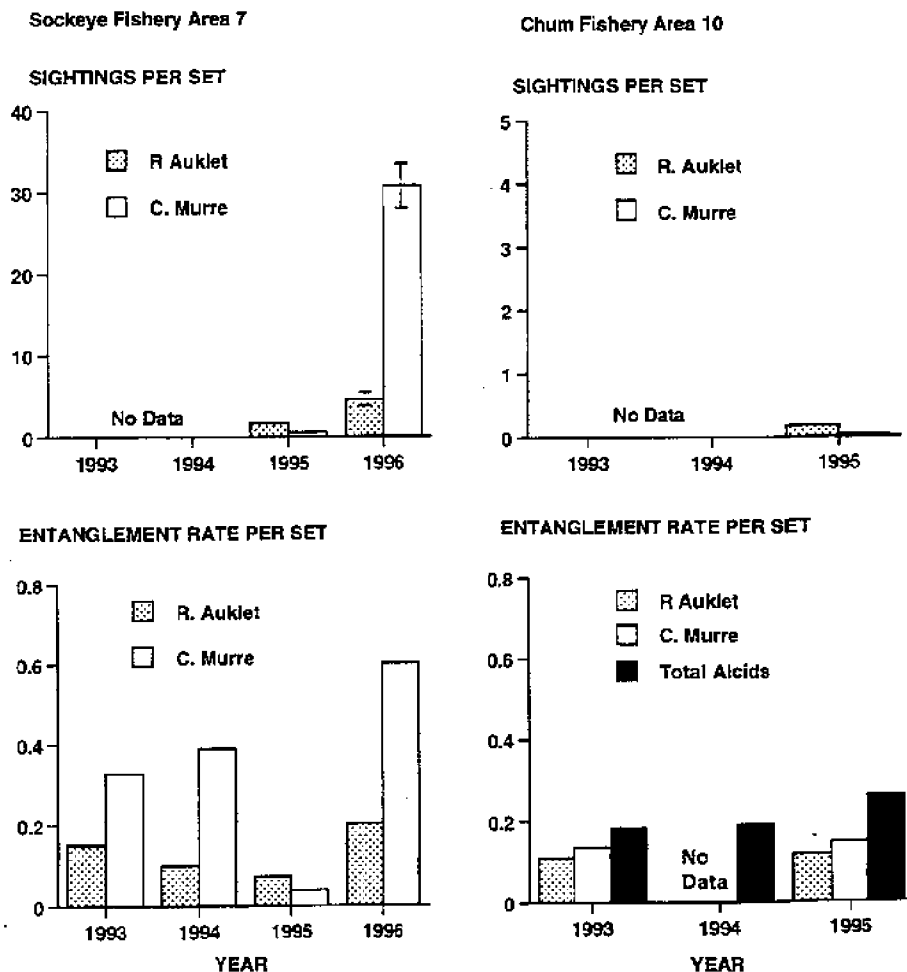 Sockeye Fishery Area 7
SIGHTINGS PER SET
40
30
20
10
0
R Auklet
C. Murre
No Data
1993 1994 1995 1996
Chum Fishery Area 10
SIGHTINGS PER SET
5
4
3
2
1
0
R. Auklet
C. Murre
No Data
1993 1994 1995
ENTANGLEMENT RATE PER SET
0.8
0.6
0.4
0.2
0
R. Auklet
C. Murre
1993 1994 1995 1996
YEAR
ENTANGLEMENT RATE PER SET
0.8
0.6
0.4
0.2
0
R Auklet
C. Murre
Total Alcids
No
Data
1993 1994 1995
YEAR